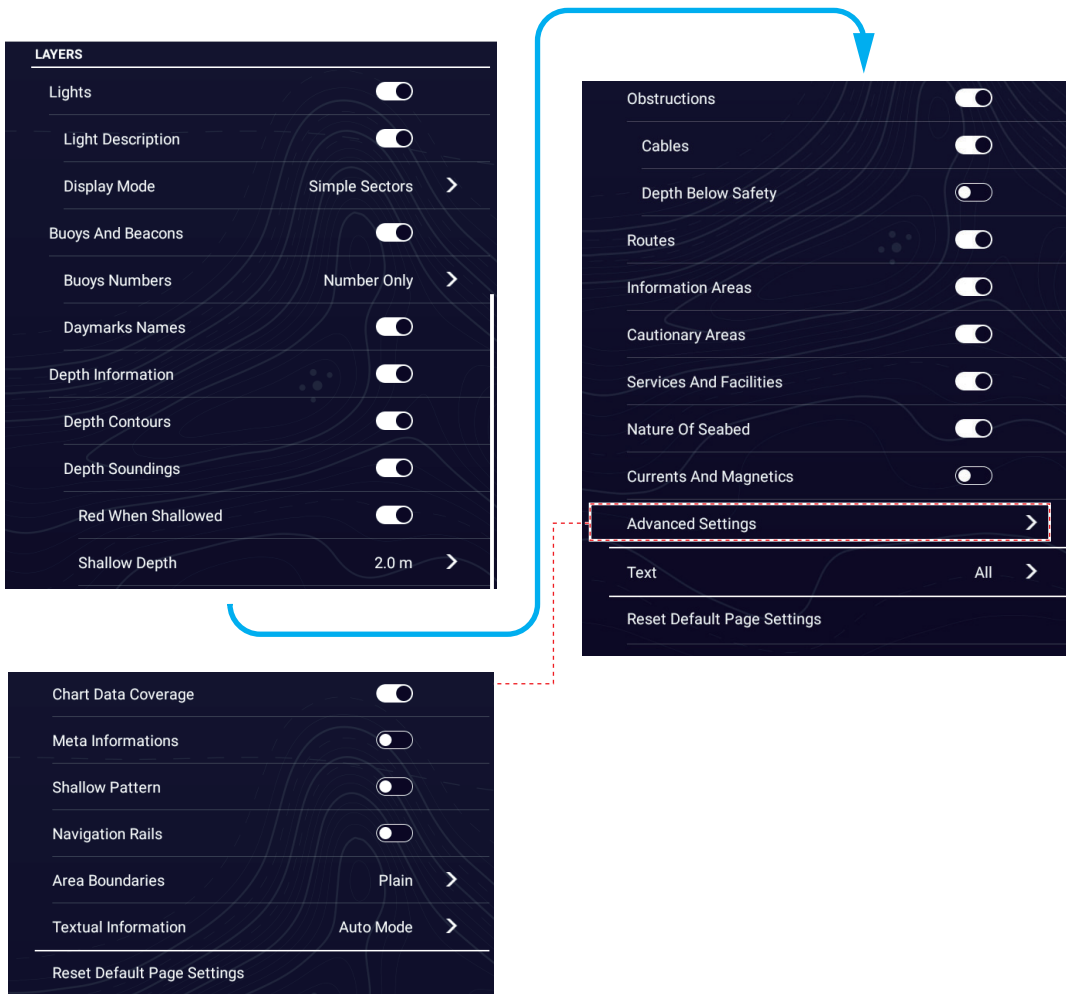 LAYERS
Lights
Light Description
Display Mode Simple Sectors
Buoys And Beacons
Buoys Numbers Number Only
Daymarks Names
Depth Information
Depth Contours
Depth Soundings
Red When Shallowed
Shallow Depth 2.0 m
Obstructions
Cables
Depth Below Safety
Routes
Information Areas
Cautionary Areas
Services And Facilities
Nature Of Seabed
Currents And Magnetics
Advanced Settings
Text All
Reset Default Page Settings
Chart Data Coverage
Meta Informations
Shallow Pattern
Navigation Rails
Area Boundaries Plain
Textual Information Auto Mode
Reset Default Page Settings